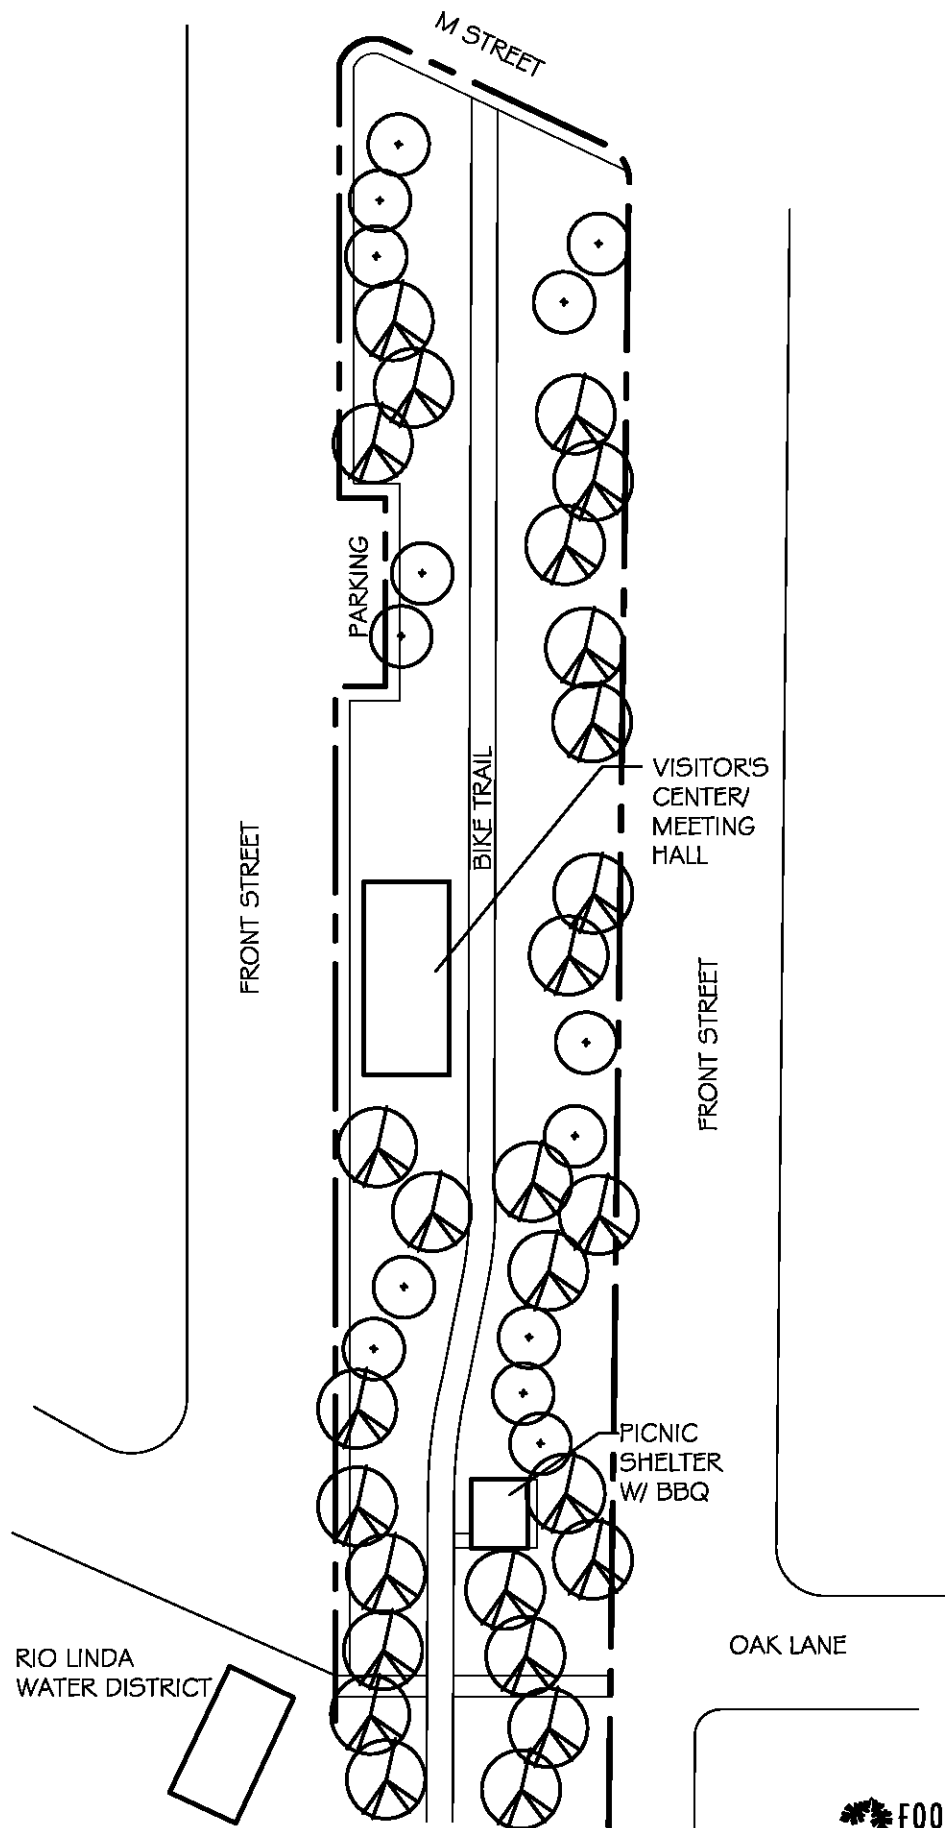 M STREET
PARKING
BIKE TRAIL
VISITOR'S
CENTER/
MEETING
HALL
FRONT STREET
FRONT STREET
PICNIC
SHELTER
W/ BBQ
OAK LANE
RIO LINDA
WATER DISTRICT
FOO